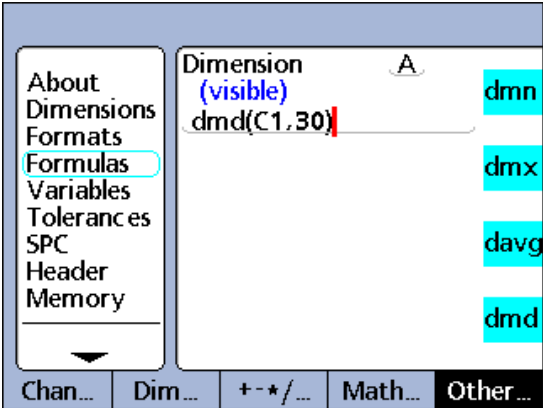 About
Dimensions
Formats
Formulas
Variables
Tolerances
SPC
Header
Memory
Dimension A
(visible)
dmd(C1,30)
dmn
dmx
davg
dmd
Chan...
Dim...
+-*/...
Math...
Other...